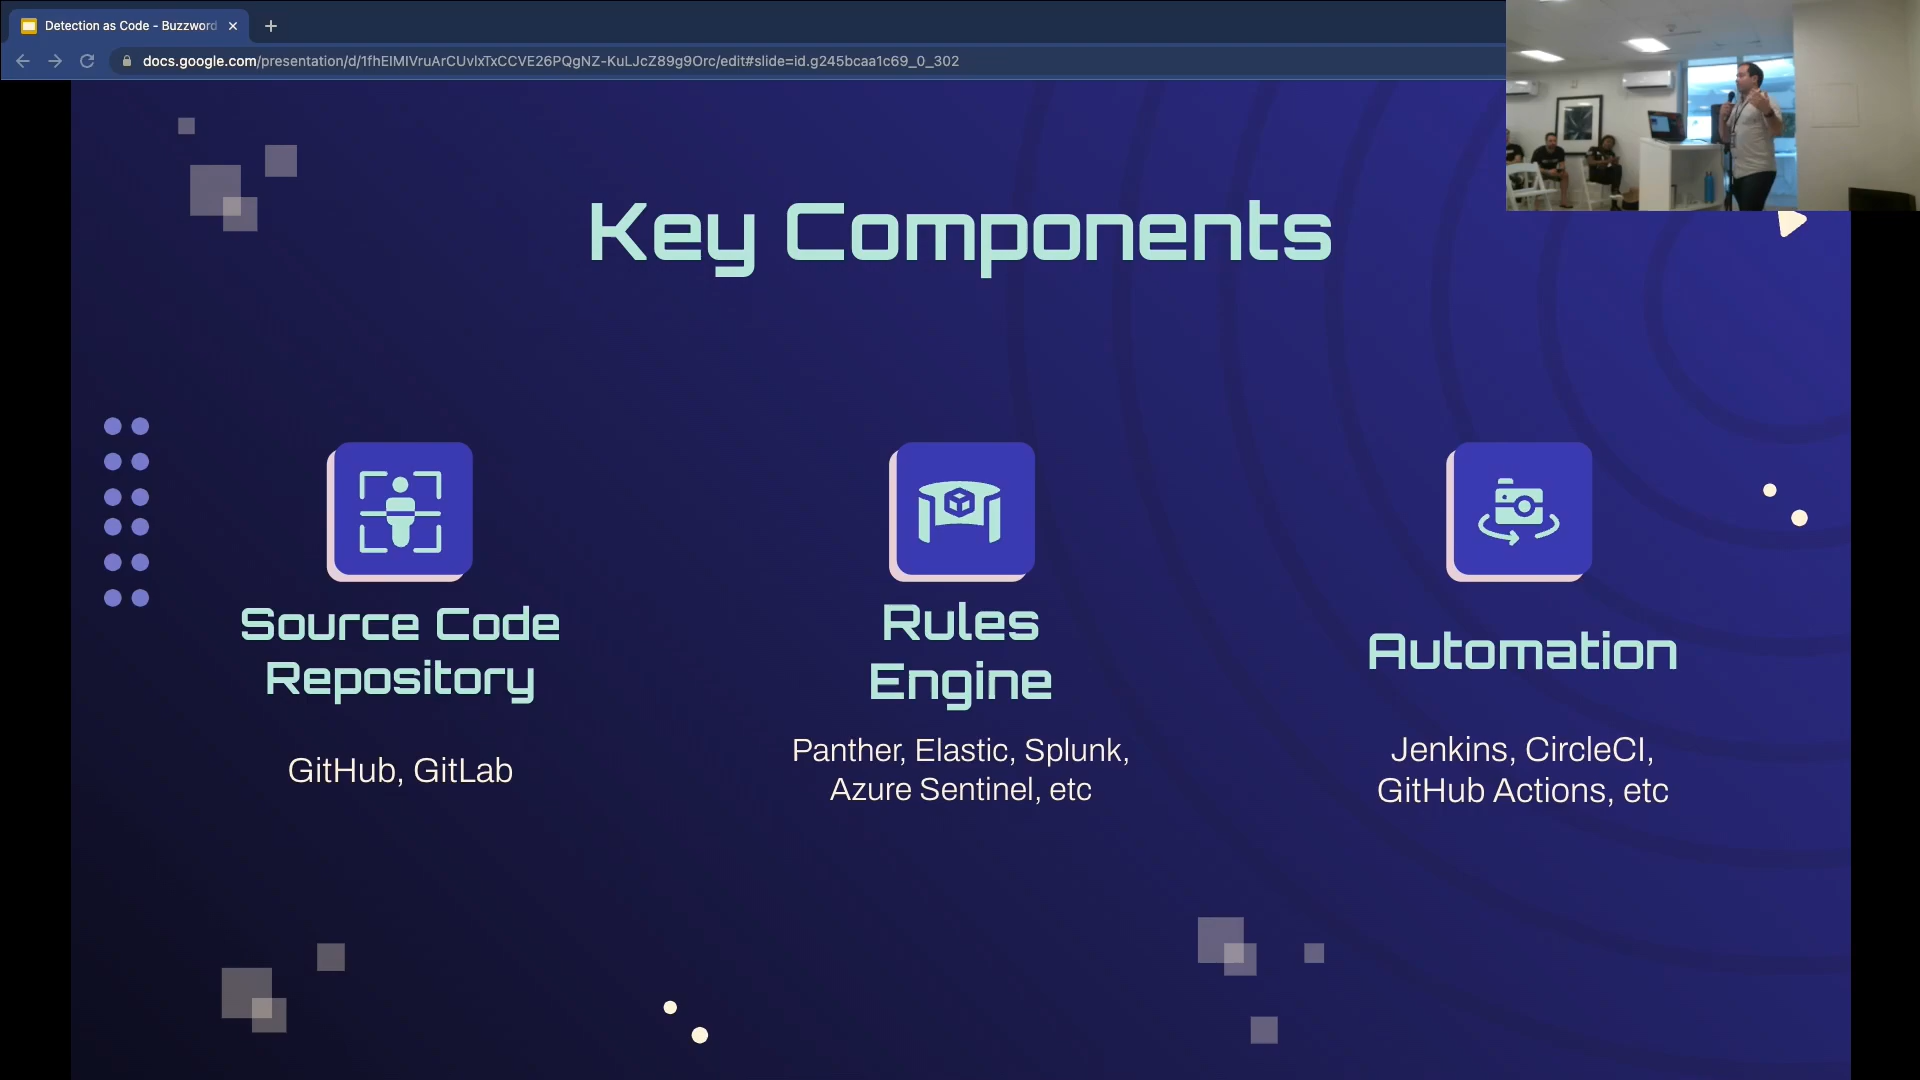 Detection as Code - Buzzword
docs.google.com/presentation/d/1fhEIMIVruArCUvlxTxCCVE26PQgNZ-KuLJcZ89g9Orc/edit#slide=id.g245bcaa1c69_0_302
Key Components
Source Code
Repository
GitHub, GitLab
Rules
Engine
Panther, Elastic, Splunk,
Azure Sentinel, etc
Automation
Jenkins, CircleCI,
GitHub Actions, etc